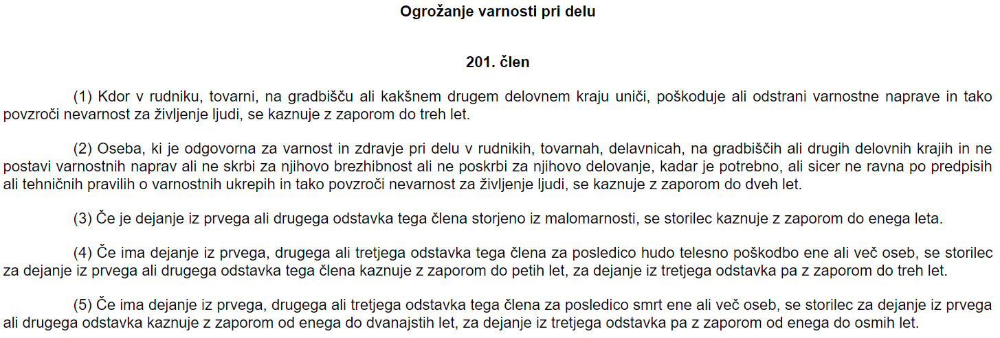 Ogrožanje varnosti pri delu
201. člen
(1) Kdor v rudniku, tovarni, na gradbišču ali kakšnem drugem delovnem kraju uniči, poškoduje ali odstrani varnostne naprave in tako
povzroči nevarnost za življenje ljudi, se kaznuje z zaporom do treh let.
(2) Oseba, ki je odgovorna za varnost in zdravje pri delu v rudnikih, tovarnah, delavnicah, na gradbiščih ali drugih delovnih krajih in ne
postavi varnostnih naprav ali ne skrbi za njihovo brezhibnost ali ne poskrbi za njihovo delovanje, kadar je potrebno, ali sicer ne ravna po predpisih
ali tehničnih pravilih o varnostnih ukrepih in tako povzroči nevarnost za življenje ljudi, se kaznuje z zaporom do dveh let.
(3) Če je dejanje iz prvega ali drugega odstavka tega člena storjeno iz malomarnosti, se storilec kaznuje z zaporom do enega leta.
(4) Če ima dejanje iz prvega, drugega ali tretjega odstavka tega člena za posledico hudo telesno poškodbo ene ali več oseb, se storilec
za dejanje iz prvega ali drugega odstavka tega člena kaznuje z zaporom do petih let, za dejanje iz tretjega odstavka pa z zaporom do treh let.
(5) Če ima dejanje iz prvega, drugega ali tretjega odstavka tega člena za posledico smrt ene ali več oseb, se storilec za dejanje iz prvega
ali drugega odstavka kaznuje z zaporom od enega do dvanajstih let, za dejanje iz tretjega odstavka pa z zaporom od enega do osmih let.